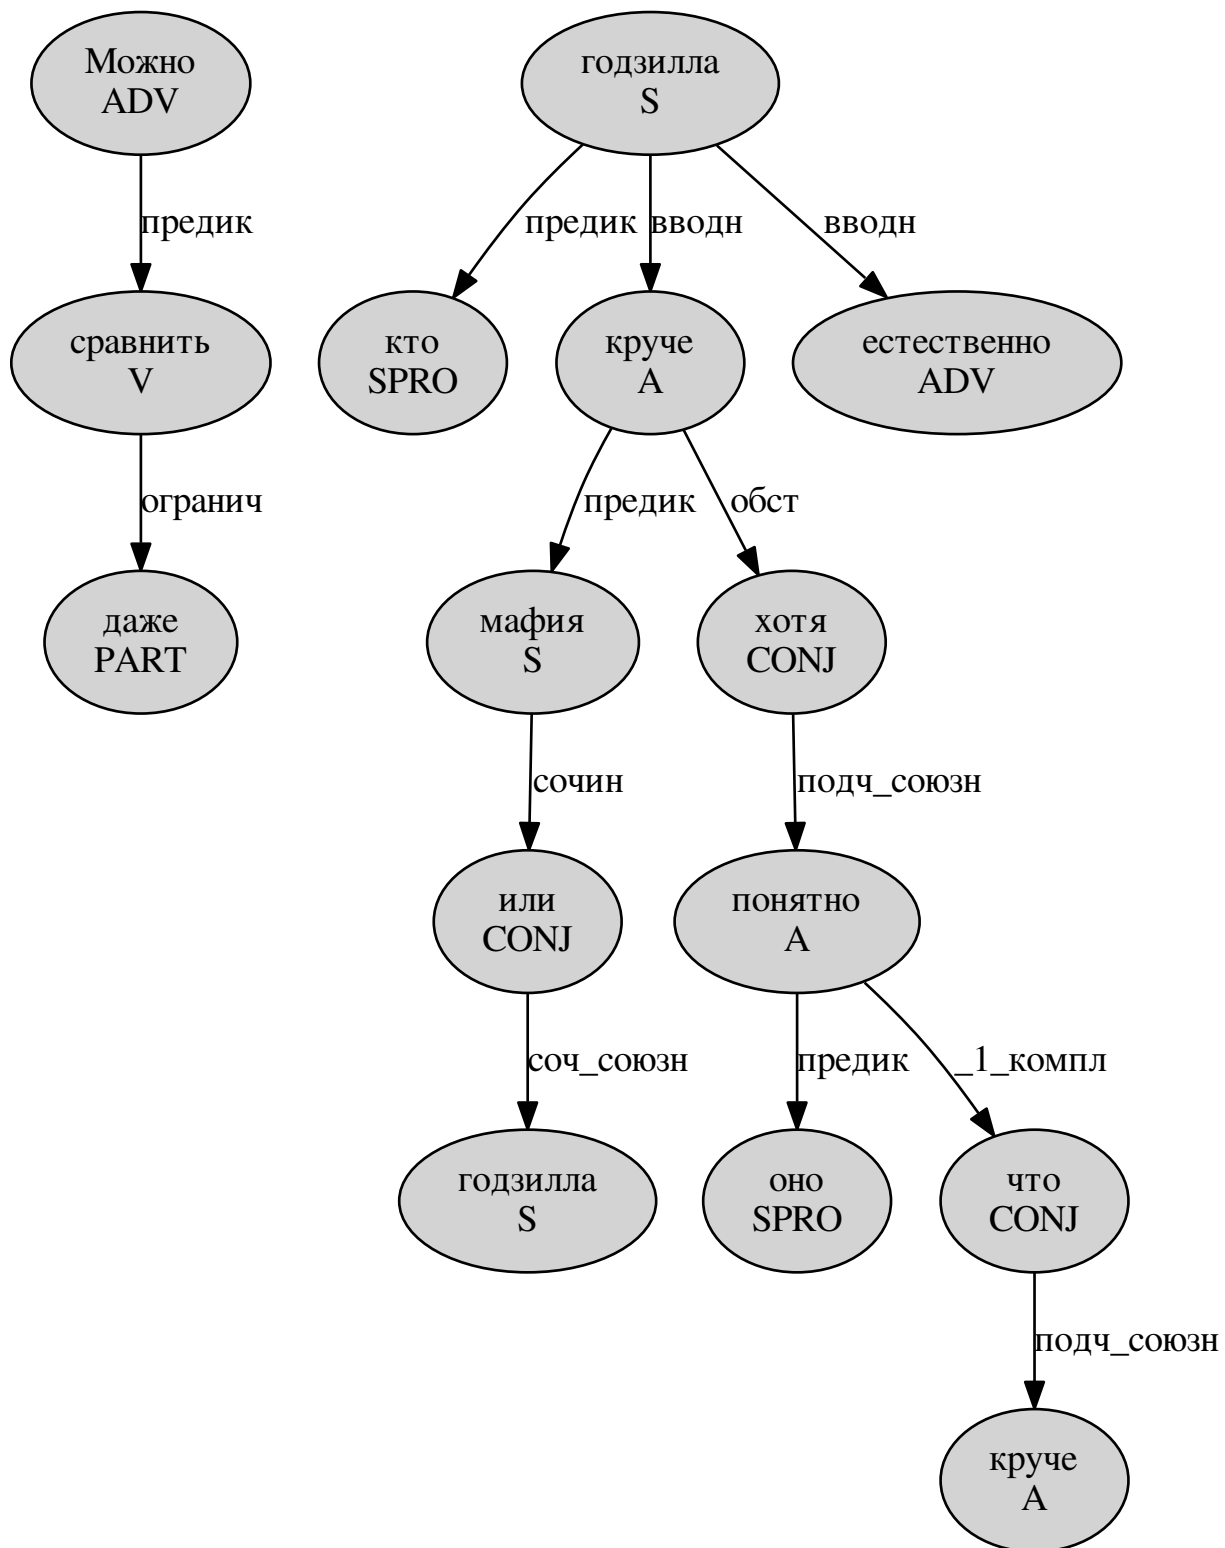 Можно
ADV
годзилла
S
предик
предик
вводн
вводн
сравнить
V
кто
SPRO
круче
A
естественно
ADV
огранич
предик
обст
даже
PART
мафия
S
хотя
CONJ
сочин
подч_союзн
или
CONJ
понятно
A
соч_союзн
предик
_1_компл
годзилла
S
оно
SPRO
что
CONJ
подч_союзн
круче
A